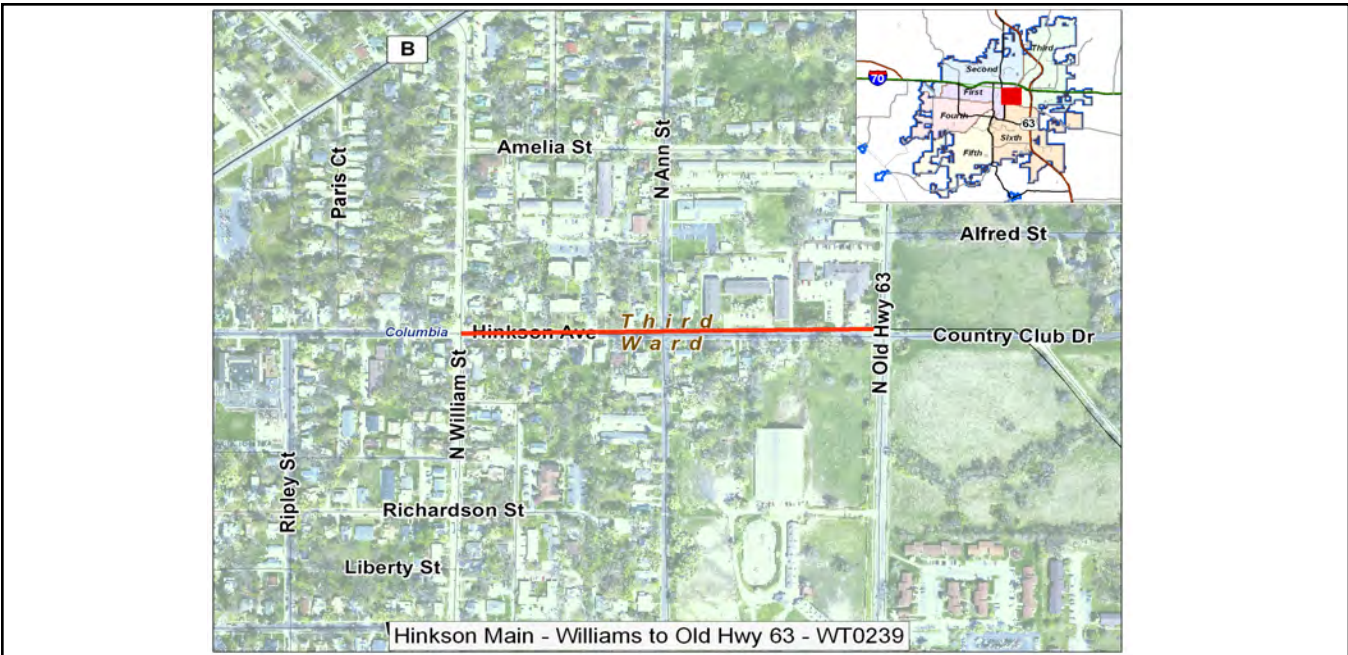 B
70
Second
Third
First
Fourth
63
Sixth
Fifth
Amelia St
Paris Ct
N Ann St
Alfred St
N Old Hwy 63
Columbia
Hinkson Ave
Third
Ward
Country Club Dr
N William St
Ripley St
Richardson St
Liberty St
Hinkson Main - Williams to Old Hwy 63 - WT0239